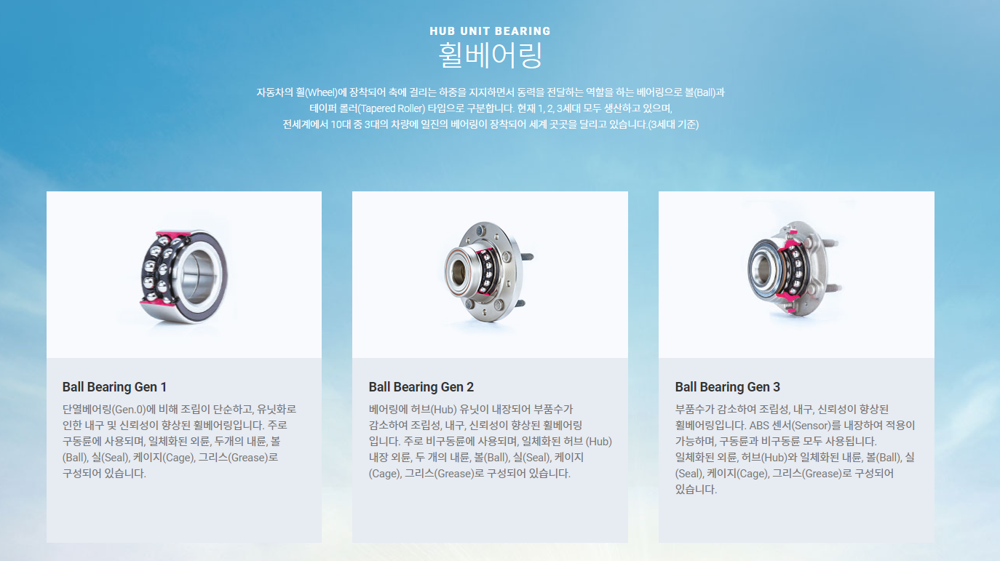 HUB UNIT BEARING
휠베어링
자동차의 휠(Wheel)에 장착되어 축에 걸리는 하중을 지지하면서 동력을 전달하는 역할을 하는 베어링으로 볼(Ball)과
테이퍼 롤러(Tapered Roller) 타입으로 구분합니다. 현재 1, 2, 3세대 모두 생산하고 있으며,
전세계에서 10대 중 3대의 차량에 일진의 베어링이 장착되어 세계 곳곳을 달리고 있습니다.(3세대 기준)
Ball Bearing Gen 1
단열베어링(Gen.0)에 비해 조립이 단순하고, 유닛화로
인한 내구 및 신뢰성이 향상된 휠베어링입니다. 주로
구동륜에 사용되며, 일체화된 외륜, 두개의 내륜, 볼
(Ball), 실(Seal), 케이지(Cage), 그리스(Grease)로
구성되어 있습니다.
Ball Bearing Gen 2
베어링에 허브(Hub) 유닛이 내장되어 부품수가
감소하여 조립성, 내구, 신뢰성이 향상된 휠베어링
입니다. 주로 비구동륜에 사용되며, 일체화된 허브 (Hub)
내장 외륜, 두 개의 내륜, 볼(Ball), 실(Seal), 케이지
(Cage), 그리스(Grease)로 구성되어 있습니다.
Ball Bearing Gen 3
부품수가 감소하여 조립성, 내구, 신뢰성이 향상된
휠베어링입니다. ABS 센서(Sensor)를 내장하여 적용이
가능하며, 구동륜과 비구동륜 모두 사용됩니다.
일체화된 외륜, 허브(Hub)와 일체화된 내륜, 볼(Ball), 실
(Seal), 케이지(Cage), 그리스(Grease)로 구성되어
있습니다.